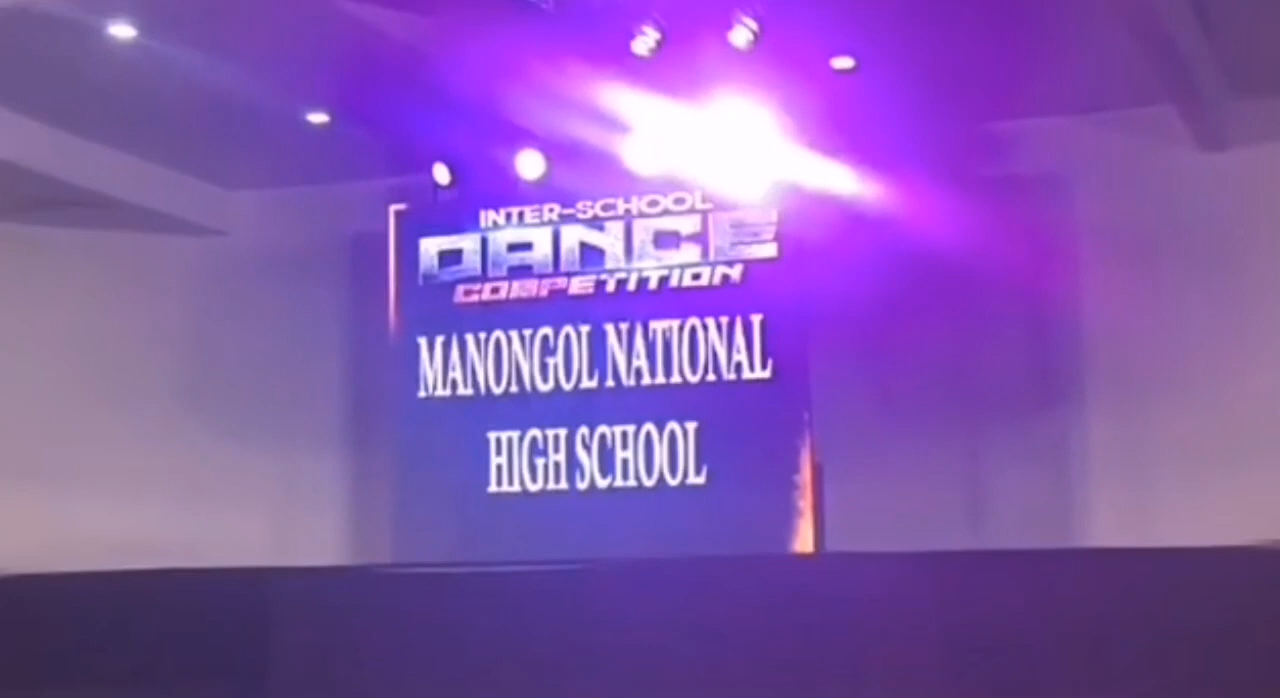 INTER-SCHOOL
DANCE
COMPETITION
MANONGOL NATIONAL
HIGH SCHOOL